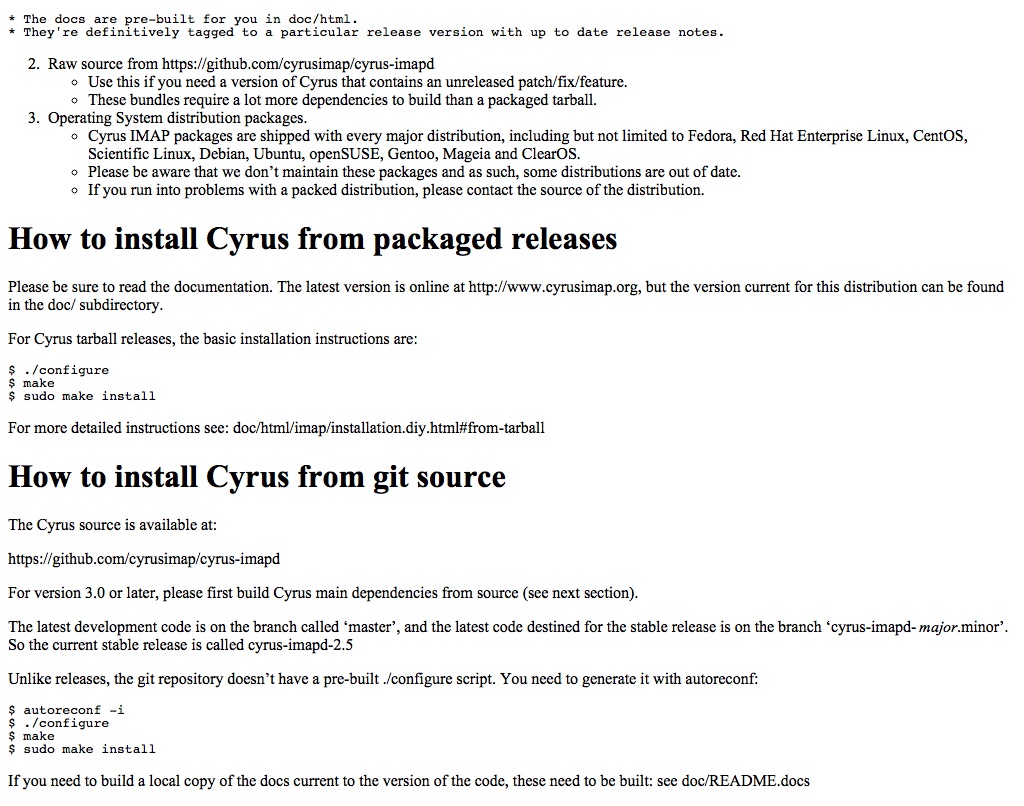 * The docs are pre-built for you in doc/html.
* They're definitively tagged to a particular release version with up to date release notes.
2. Raw source from https://github.com/cyrusimap/cyrus-imapd
◦ Use this if you need a version of Cyrus that contains an unreleased patch/fix/feature.
◦ These bundles require a lot more dependencies to build than a packaged tarball.
3. Operating System distribution packages.
◦ Cyrus IMAP packages are shipped with every major distribution, including but not limited to Fedora, Red Hat Enterprise Linux, CentOS,
Scientific Linux, Debian, Ubuntu, openSUSE, Gentoo, Mageia and ClearOS.
◦ Please be aware that we don’t maintain these packages and as such, some distributions are out of date.
◦ If you run into problems with a packed distribution, please contact the source of the distribution.
How to install Cyrus from packaged releases
Please be sure to read the documentation. The latest version is online at http://www.cyrusimap.org, but the version current for this distribution can be found
in the doc/ subdirectory.
For Cyrus tarball releases, the basic installation instructions are:
$ ./configure
$ make
$ sudo make install
For more detailed instructions see: doc/html/imap/installation.diy.html#from-tarball
How to install Cyrus from git source
The Cyrus source is available at:
https://github.com/cyrusimap/cyrus-imapd
For version 3.0 or later, please first build Cyrus main dependencies from source (see next section).
The latest development code is on the branch called ‘master’, and the latest code destined for the stable release is on the branch ‘cyrus-imapd-major.minor’.
So the current stable release is called cyrus-imapd-2.5
Unlike releases, the git repository doesn’t have a pre-built ./configure script. You need to generate it with autoreconf:
$ autoreconf -i
$ ./configure
$ make
$ sudo make install
If you need to build a local copy of the docs current to the version of the code, these need to be built: see doc/README.docs